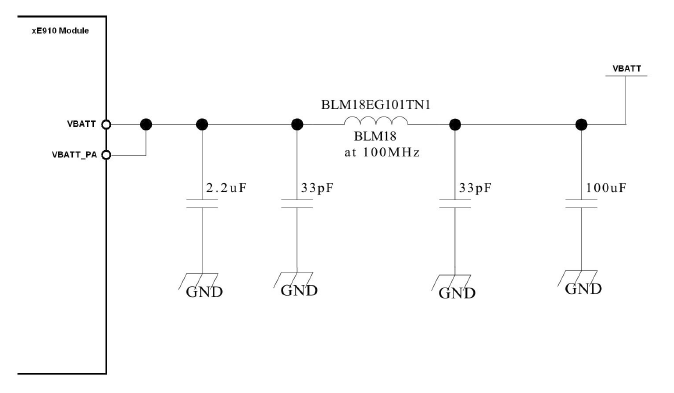 xE910 Module
VBATT
BLM18EG101TN1
VBATT
BLM18
at 100MHz
VBATT_PA
2.2uF
33pF
33pF
100uF
GND
GND
GND
GND